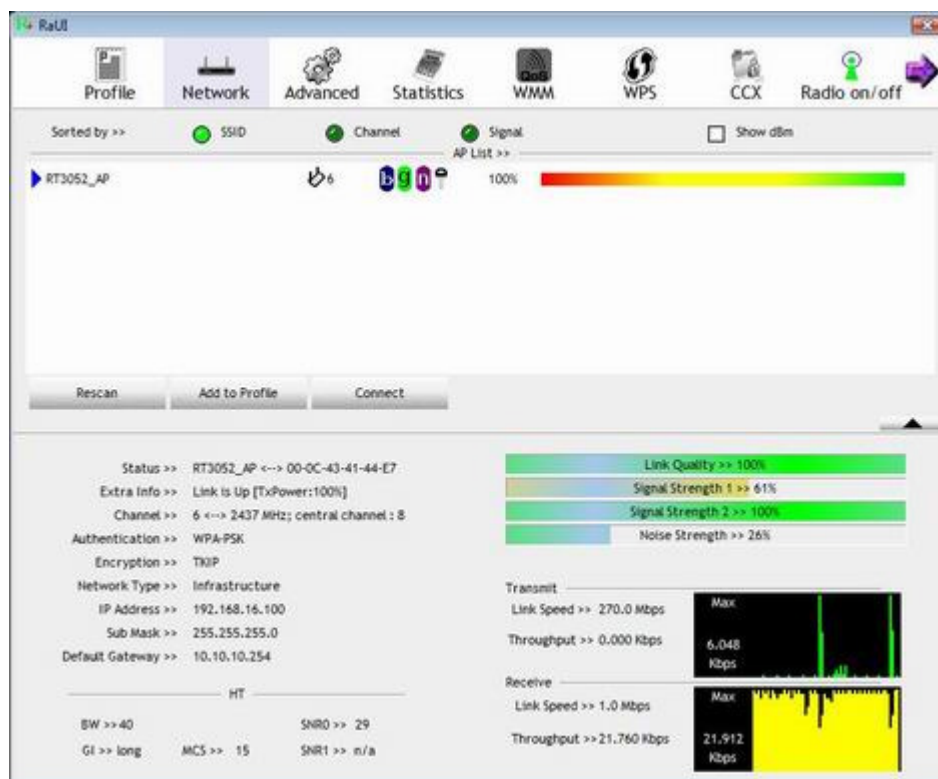 RaUI
Profile Network Advanced Statistics QoS WMM WPS CCX Radio on/off
Sorted by >> SSID Channel Signal Show dBm
AP List >>
RT3052_AP 6 b g n 100%
Rescan Add to Profile Connect
Status >> RT3052_AP <--> 00-0C-43-41-44-E7
Extra Info >> Link is Up [TxPower:100%]
Channel >> 6 <--> 2437 MHz; central channel : 8
Authentication >> WPA-PSK
Encryption >> TKIP
Network Type >> Infrastructure
IP Address >> 192.168.16.100
Sub Mask >> 255.255.255.0
Default Gateway >> 10.10.10.254
HT
BW >> 40 SNR0 >> 29
GI >> long MCS >> 15 SNR1 >> n/a
Link Quality >> 100%
Signal Strength 1 >> 61%
Signal Strength 2 >> 100%
Noise Strength >> 26%
Transmit
Link Speed >> 270.0 Mbps
Throughput >> 0.000 Kbps
Max
6.048
Kbps
Receive
Link Speed >> 1.0 Mbps
Throughput >> 21.760 Kbps
Max
21.912
Kbps